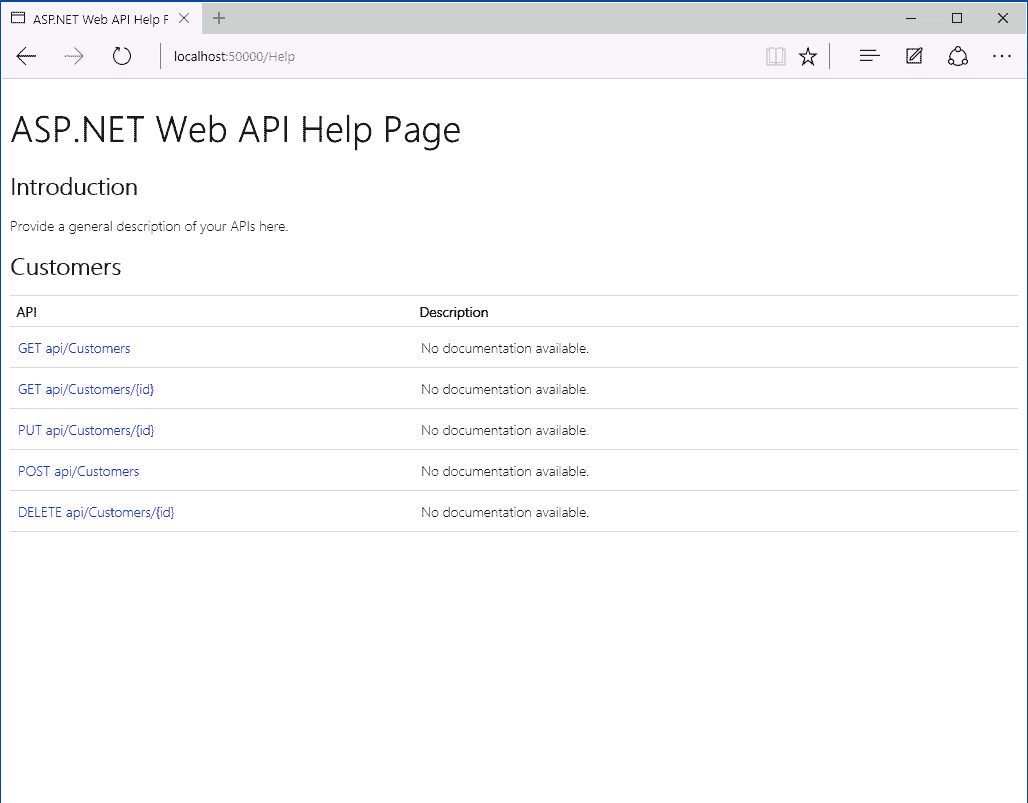 ASP.NET Web API Help F
localhost:50000/Help
ASP.NET Web API Help Page
Introduction
Provide a general description of your APIs here.
Customers
API Description
GET api/Customers No documentation available.
GET api/Customers/{id} No documentation available.
PUT api/Customers/{id} No documentation available.
POST api/Customers No documentation available.
DELETE api/Customers/{id} No documentation available.